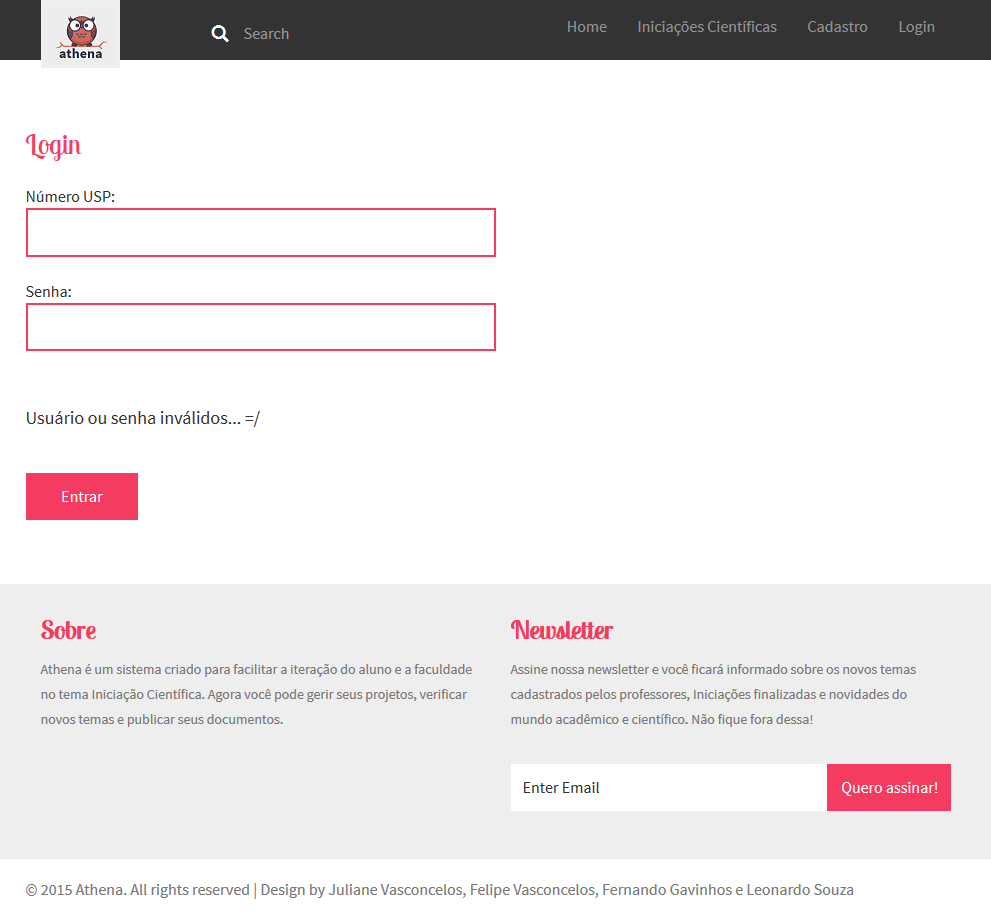 athena
Search
Home Iniciações Científicas Cadastro Login
Login
Número USP:
Senha:
Usuário ou senha inválidos... =/
Entrar
Sobre
Athena é um sistema criado para facilitar a iteração do aluno e a faculdade
no tema Iniciação Científica. Agora você pode gerir seus projetos, verificar
novos temas e publicar seus documentos.
Newsletter
Assine nossa newsletter e você ficará informado sobre os novos temas
cadastrados pelos professores, Iniciações finalizadas e novidades do
mundo acadêmico e científico. Não fique fora dessa!
Enter Email
Quero assinar!
© 2015 Athena. All rights reserved | Design by Juliane Vasconcelos, Felipe Vasconcelos, Fernando Gavinhos e Leonardo Souza